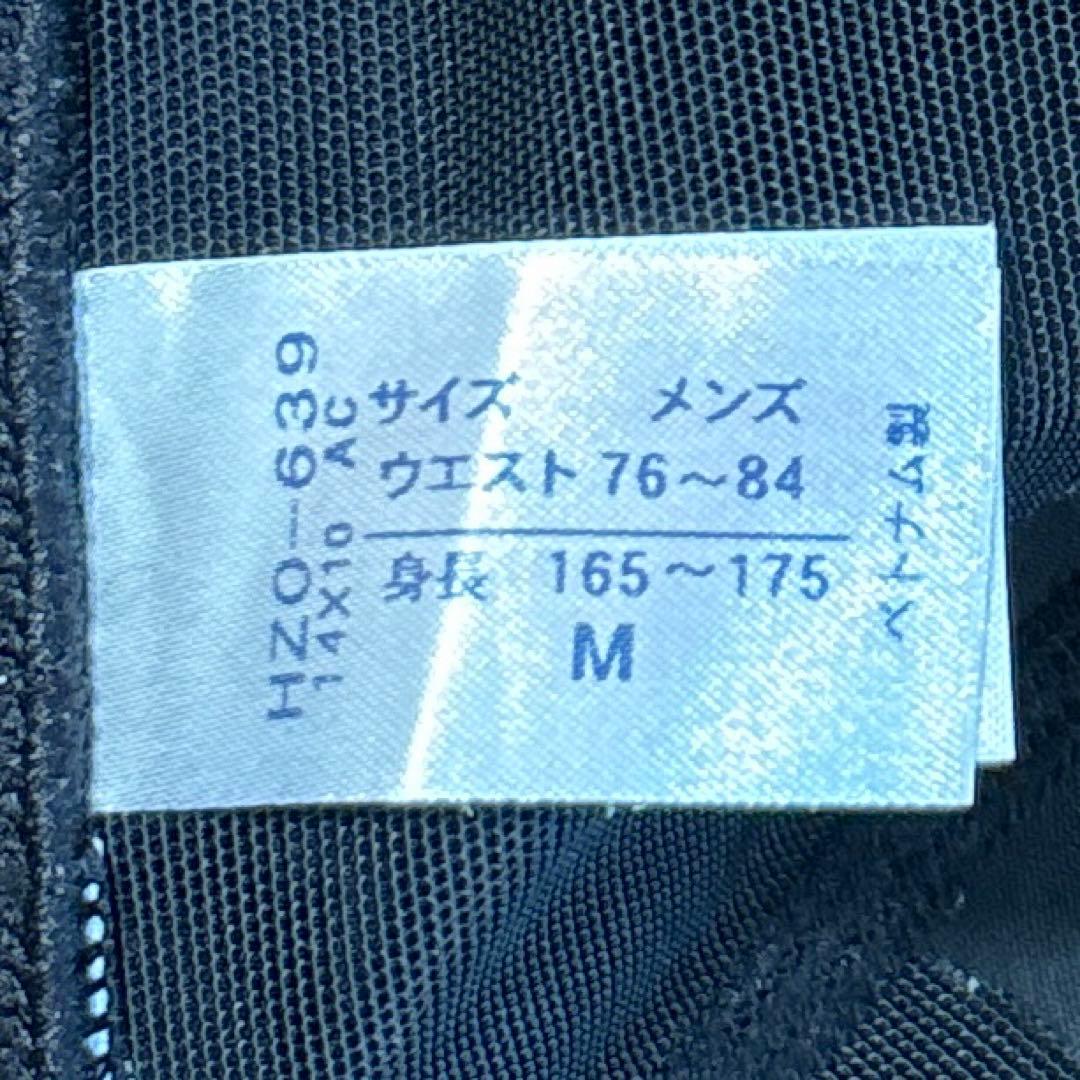 サイズ メンズ
ウエスト 76～84
身長 165～175
M
HZO-639
14X10 AC
ベトナム製